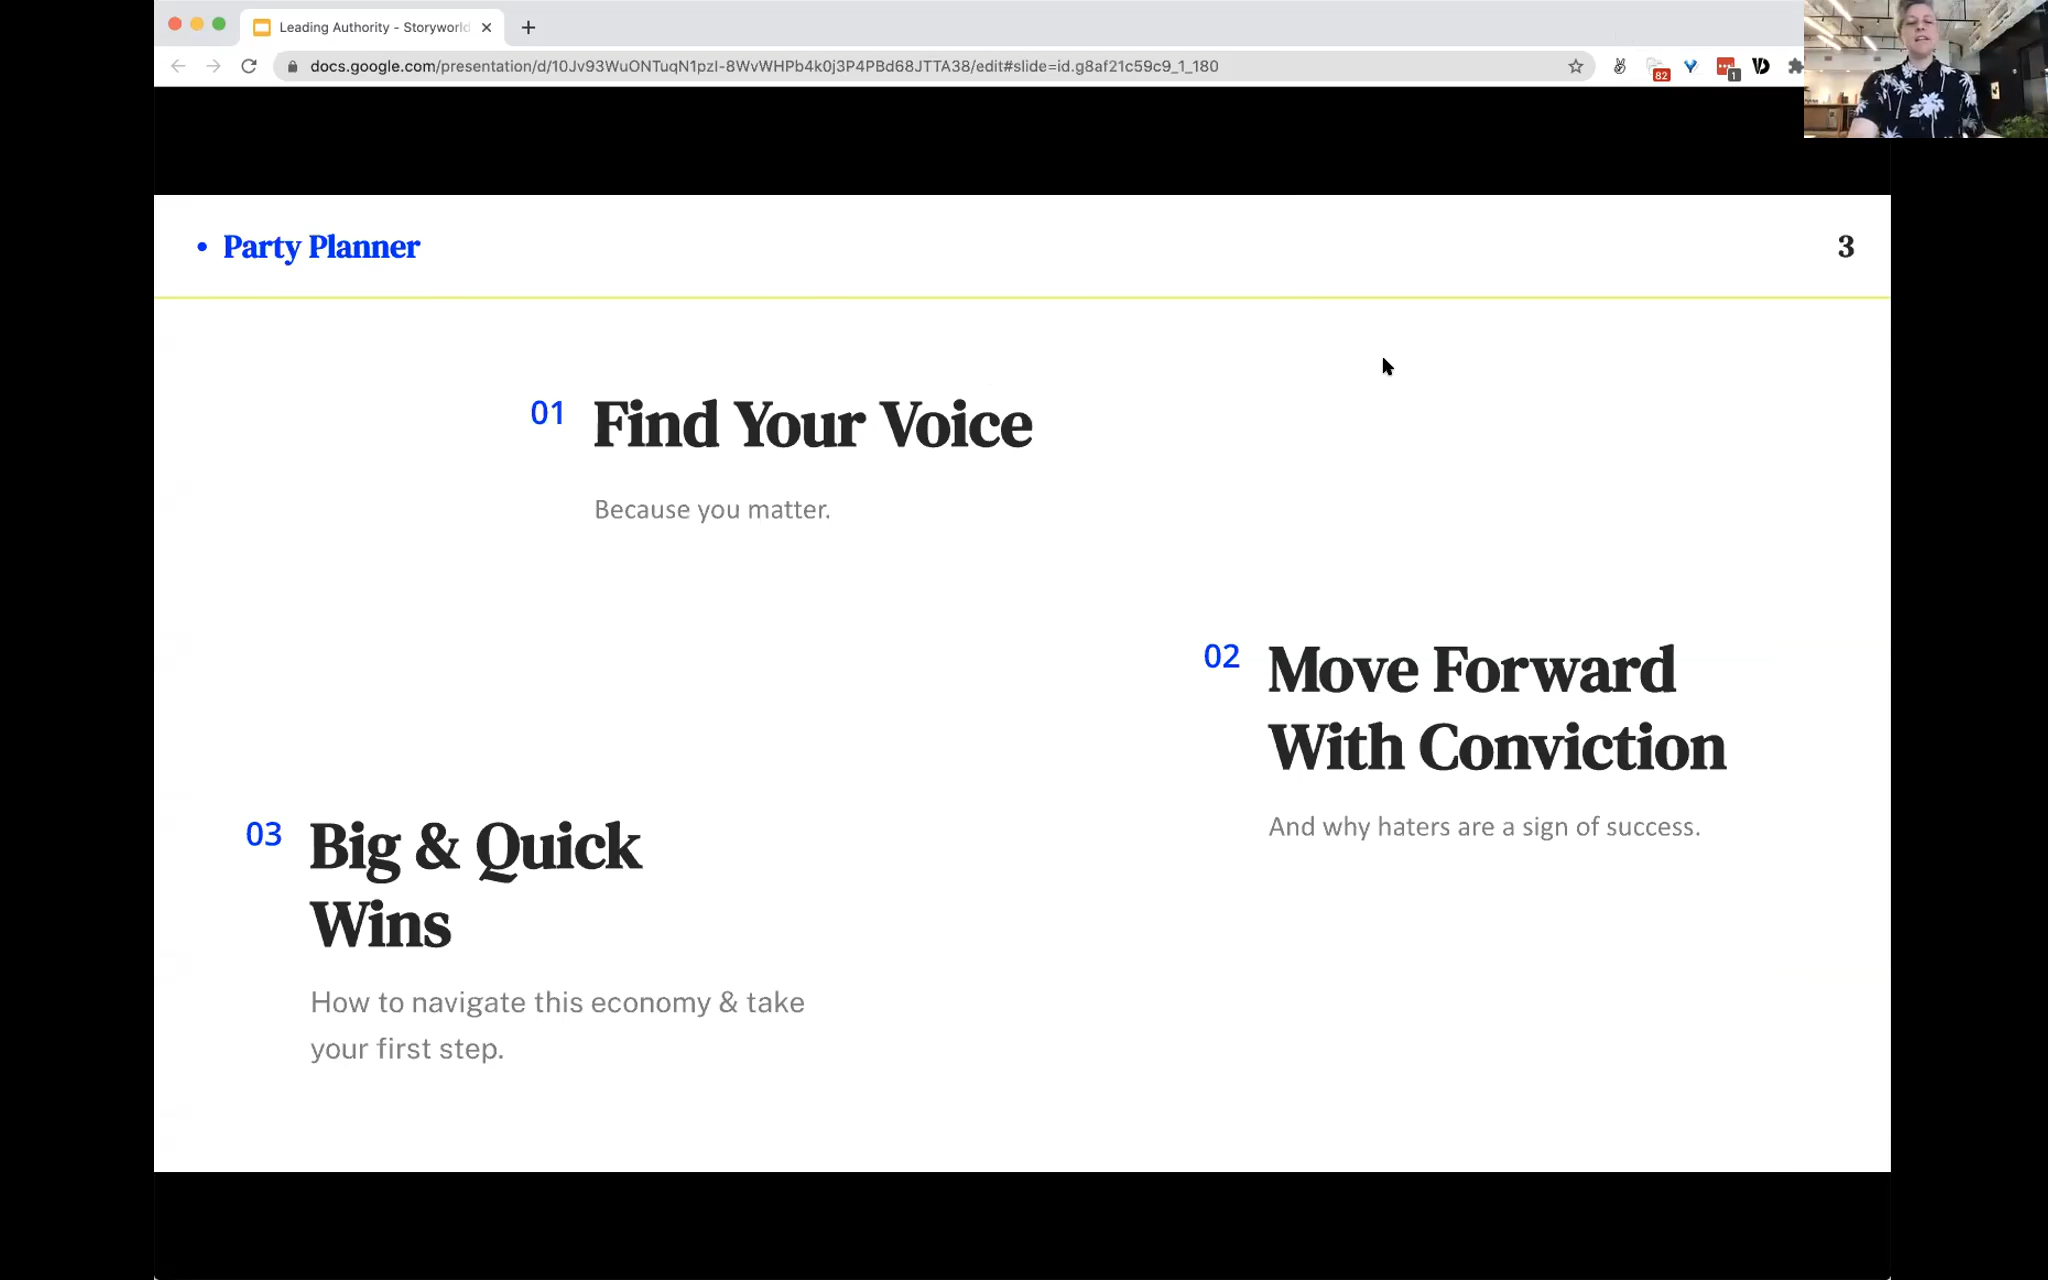 Leading Authority - Storyworld
docs.google.com/presentation/d/10Jv93WuONTuqN1pzI-8WvWHPb4k0j3P4PBd68JTTA38/edit#slide=id.g8af21c59c9_1_180
82
1
• Party Planner
3
01 Find Your Voice
Because you matter.
02 Move Forward
With Conviction
And why haters are a sign of success.
03 Big & Quick
Wins
How to navigate this economy & take
your first step.